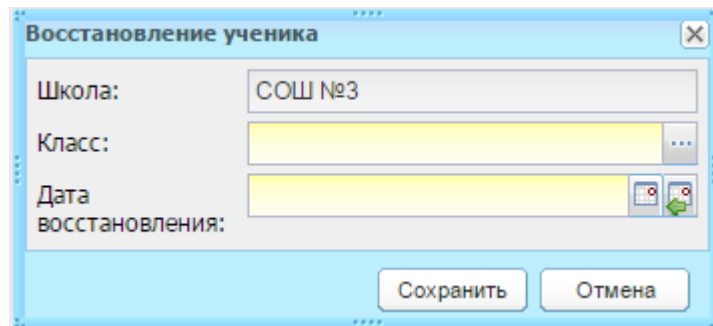 Восстановление ученика
Школа: СОШ №3
Класс:
Дата
восстановления:
Сохранить Отмена